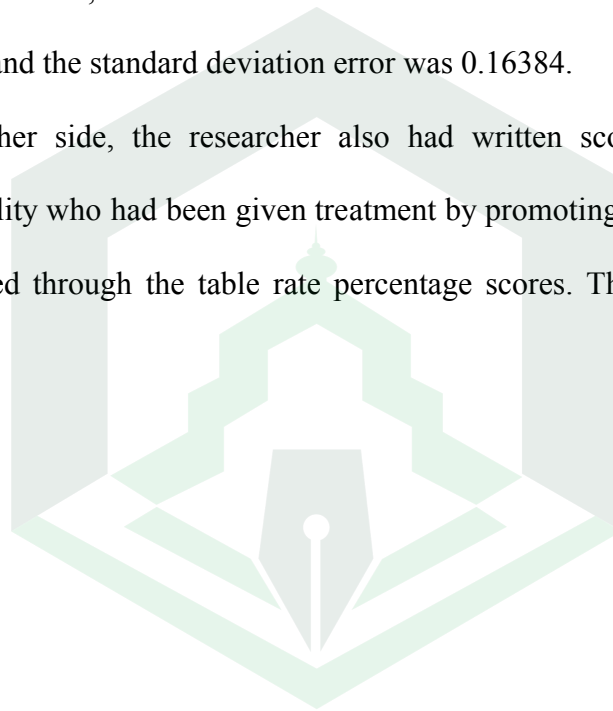 and the standard deviation error was 0.16384.
her side, the researcher also had written sco
lity who had been given treatment by promoting
ed through the table rate percentage scores. Th